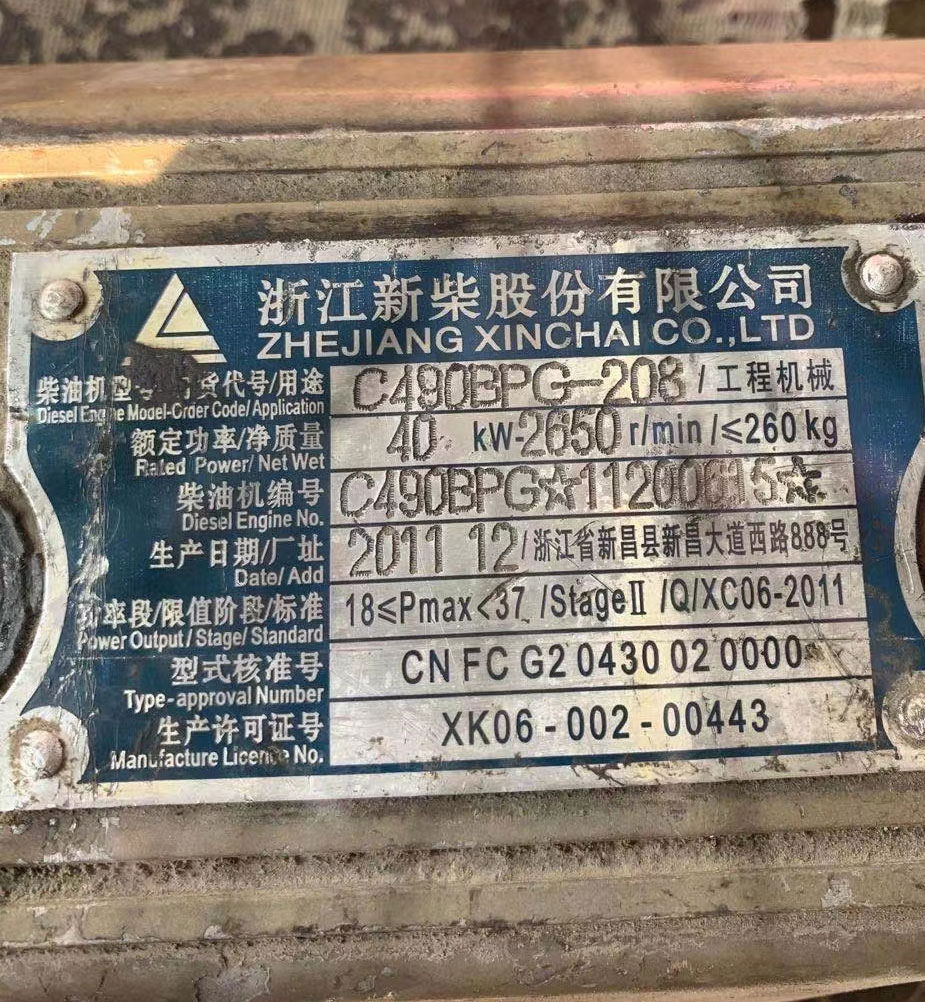 浙江新柴股份有限公司
ZHEJIANG XINCHAI CO.,LTD
柴油机型号 订货代号/用途 C490BPG-208 /工程机械
Diesel Engine Model-Order Code/Application
额定功率/净质量 40 kW-2650 r/min /≤260 kg
Rated Power/Net Wet
柴油机编号 C490BPG☆11200615☆
Diesel Engine No.
生产日期/厂址 2011 12 /浙江省新昌县新昌大道西路888号
Date/Add
功率段/限值阶段/标准 18≤Pmax<37 /StageⅡ /Q/XC06-2011
Power Output/Stage/Standard
型式核准号 CN FC G2 0430 02 0000
Type-approval Number
生产许可证号 XK06-002-00443
Manufacture Licence No.